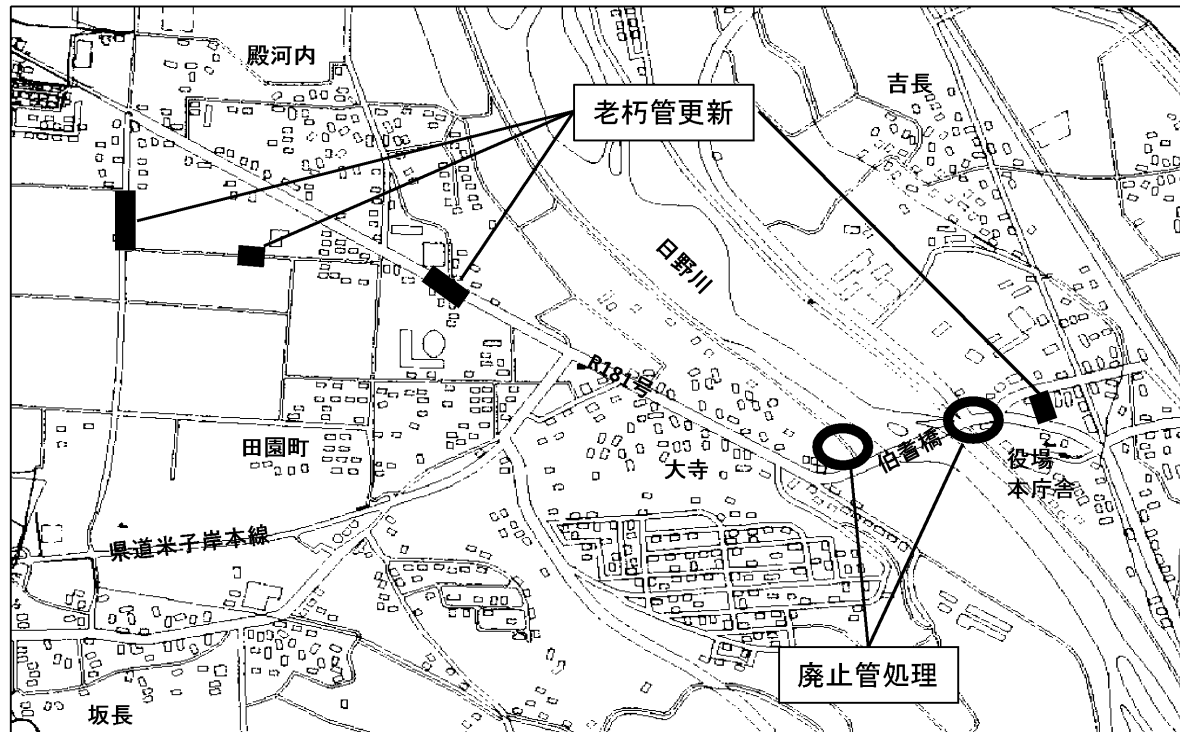 殿河内
吉長
老朽管更新
日野川
R181号
田園町
大寺
伯耆橋
役場
本庁舎
県道米子岸本線
廃止管処理
坂長